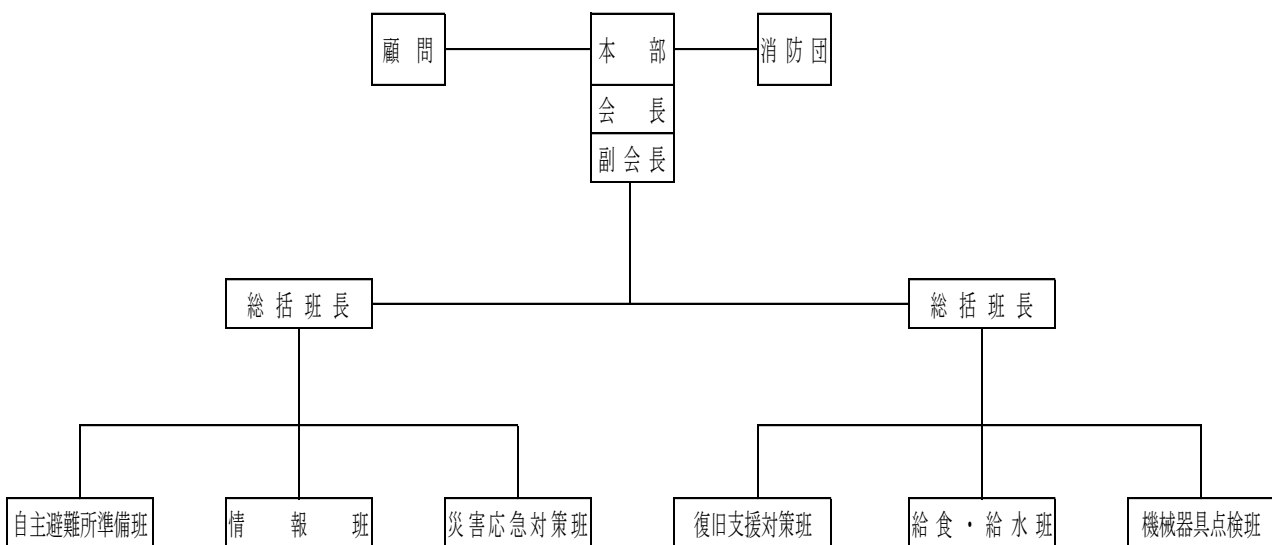 顧問
本部
消防団
会長
副会長
総括班長
総括班長
自主避難所準備班
情報班
災害応急対策班
復旧支援対策班
給食・給水班
機械器具点検班